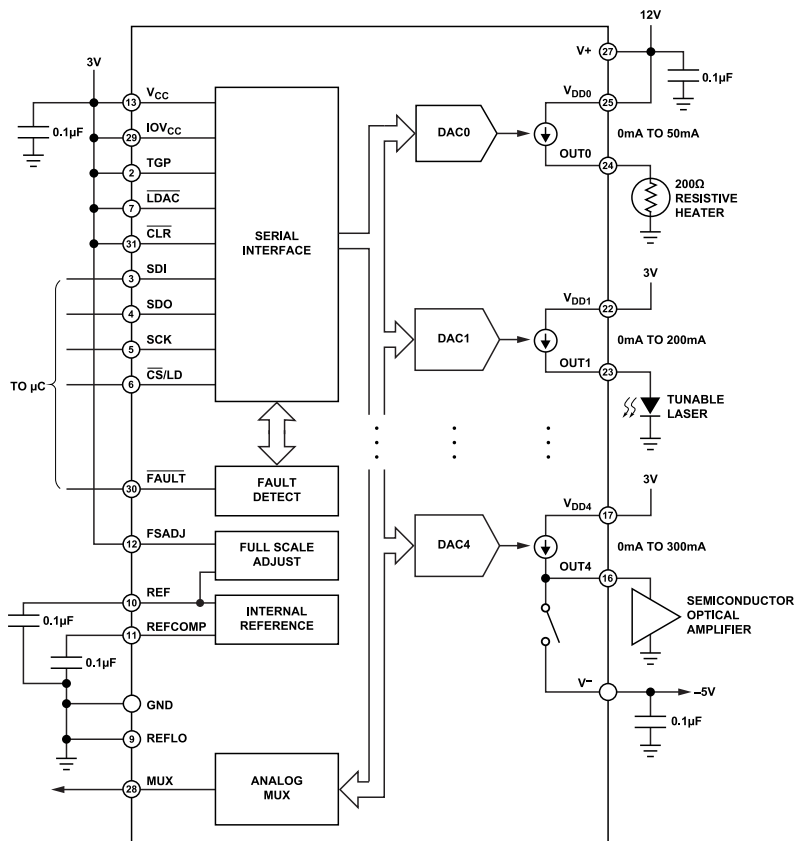 3V
0.1µF
13
VCC
29
IOVCC
2
TGP
7
LDAC
31
CLR
3
SDI
4
SDO
5
SCK
6
CS/LD
TO µC
30
FAULT
12
FSADJ
10
REF
0.1µF
11
REFCOMP
0.1µF
GND
9
REFLO
28
MUX
SERIAL
INTERFACE
FAULT
DETECT
FULL SCALE
ADJUST
INTERNAL
REFERENCE
ANALOG
MUX
DAC0
DAC1
DAC4
12V
V+
27
0.1µF
VDD0
25
0mA TO 50mA
OUT0
24
200Ω
RESISTIVE
HEATER
3V
VDD1
22
0mA TO 200mA
OUT1
23
TUNABLE
LASER
3V
VDD4
17
0mA TO 300mA
OUT4
16
SEMICONDUCTOR
OPTICAL
AMPLIFIER
V–
–5V
0.1µF